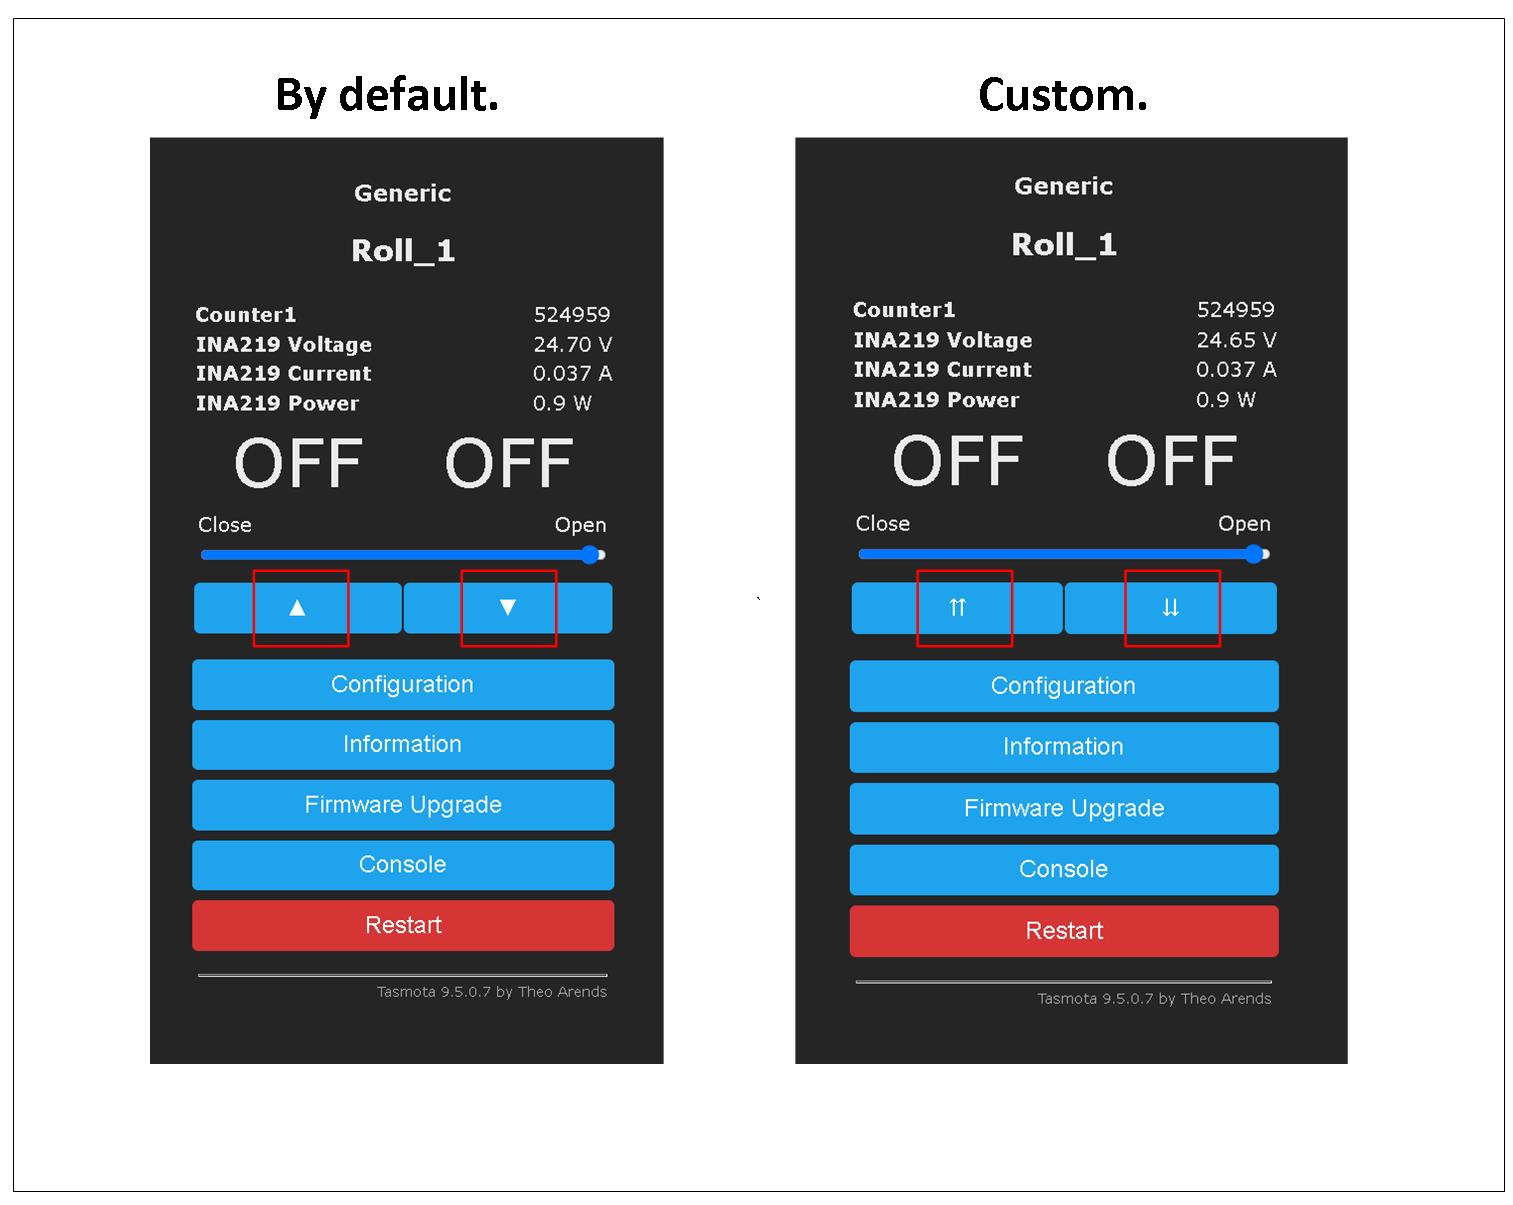 By default.
Generic
Roll_1
Counter1 524959
INA219 Voltage 24.70 V
INA219 Current 0.037 A
INA219 Power 0.9 W
OFF OFF
Close Open
▲ ▼
Configuration
Information
Firmware Upgrade
Console
Restart
Tasmota 9.5.0.7 by Theo Arends
`
Custom.
Generic
Roll_1
Counter1 524959
INA219 Voltage 24.65 V
INA219 Current 0.037 A
INA219 Power 0.9 W
OFF OFF
Close Open
⇈ ⇊
Configuration
Information
Firmware Upgrade
Console
Restart
Tasmota 9.5.0.7 by Theo Arends